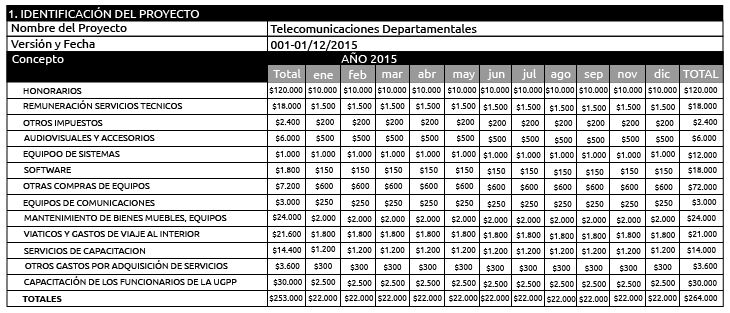 1. IDENTIFICACIÓN DEL PROYECTO
Nombre del Proyecto Telecomunicaciones Departamentales
Versión y Fecha 001-01/12/2015
Concepto AÑO 2015
Total ene feb mar abr may jun jul ago sep nov dic TOTAL
HONORARIOS $120.000 $10.000 $10.000 $10.000 $10.000 $10.000 $10.000 $10.000 $10.000 $10.000 $10.000 $10.000 $120.000
REMUNERACIÓN SERVICIOS TECNICOS $18.000 $1.500 $1.500 $1.500 $1.500 $1.500 $1.500 $1.500 $1.500 $1.500 $1.500 $1.500 $18.000
OTROS IMPUESTOS $2.400 $200 $200 $200 $200 $200 $200 $200 $200 $200 $200 $200 $2.400
AUDIOVISUALES Y ACCESORIOS $6.000 $500 $500 $500 $500 $500 $500 $500 $500 $500 $500 $500 $6.000
EQUIPOO DE SISTEMAS $1.000 $1.000 $1.000 $1.000 $1.000 $1.000 $1.000 $1.000 $1.000 $1.000 $1.000 $1.000 $12.000
SOFTWARE $1.800 $150 $150 $150 $150 $150 $150 $150 $150 $150 $150 $150 $18.000
OTRAS COMPRAS DE EQUIPOS $7.200 $600 $600 $600 $600 $600 $600 $600 $600 $600 $600 $600 $72.000
EQUIPOS DE COMUNICACIONES $3.000 $250 $250 $250 $250 $250 $250 $250 $250 $250 $250 $250 $3.000
MANTENIMIENTO DE BIENES MUEBLES, EQUIPOS $24.000 $2.000 $2.000 $2.000 $2.000 $2.000 $2.000 $2.000 $2.000 $2.000 $2.000 $2.000 $24.000
VIATICOS Y GASTOS DE VIAJE AL INTERIOR $21.600 $1.800 $1.800 $1.800 $1.800 $1.800 $1.800 $1.800 $1.800 $1.800 $1.800 $1.800 $21.000
SERVICIOS DE CAPACITACION $14.400 $1.200 $1.200 $1.200 $1.200 $1.200 $1.200 $1.200 $1.200 $1.200 $1.200 $1.200 $14.000
OTROS GASTOS POR ADQUISICIÓN DE SERVICIOS $3.600 $300 $300 $300 $300 $300 $300 $300 $300 $300 $300 $300 $3.600
CAPACITACIÓN DE LOS FUNCIONARIOS DE LA UGPP $30.000 $2.500 $2.500 $2.500 $2.500 $2.500 $2.500 $2.500 $2.500 $2.500 $2.500 $2.500 $30.000
TOTALES $253.000 $22.000 $22.000 $22.000 $22.000 $22.000 $22.000 $22.000 $22.000 $22.000 $22.000 $22.000 $264.000